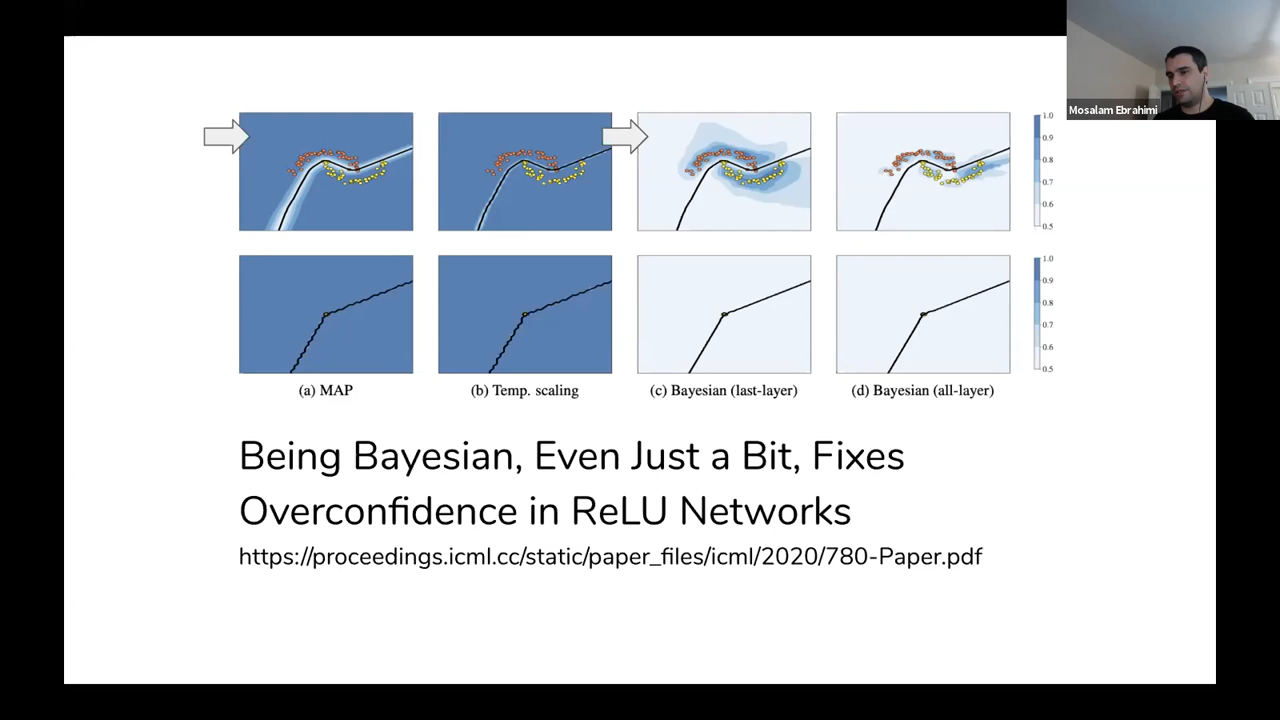 Mosalam Ebrahimi
1.0
0.9
0.8
0.7
0.6
0.5
1.0
0.9
0.8
0.7
0.6
0.5
(a) MAP
(b) Temp. scaling
(c) Bayesian (last-layer)
(d) Bayesian (all-layer)
Being Bayesian, Even Just a Bit, Fixes
Overconfidence in ReLU Networks
https://proceedings.icml.cc/static/paper_files/icml/2020/780-Paper.pdf